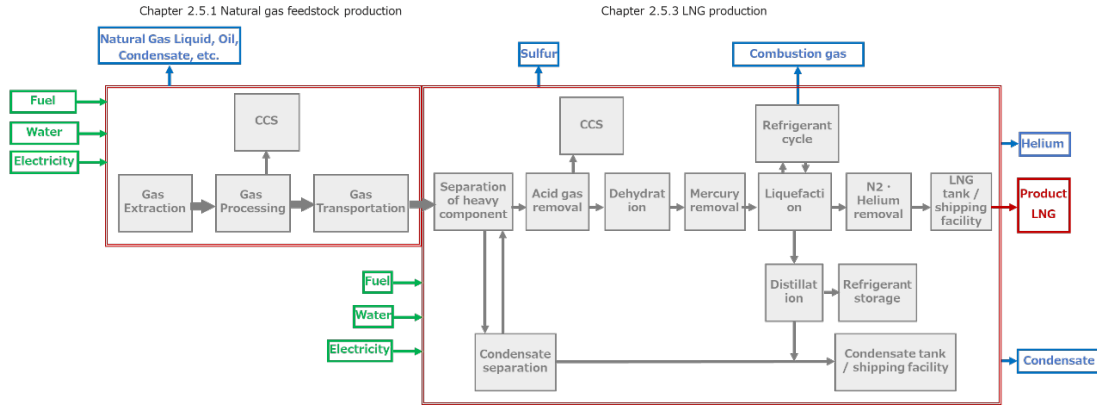 Chapter 2.5.1 Natural gas feedstock production
Chapter 2.5.3 LNG production
Natural Gas Liquid, Oil,
Condensate, etc.
Sulfur
Combustion gas
Fuel
Water
Electricity
CCS
Gas
Extraction
Gas
Processing
Gas
Transportation
CCS
Refrigerant
cycle
Helium
Separation
of heavy
component
Acid gas
removal
Dehydrat
ion
Mercury
removal
Liquefacti
on
N2・
Helium
removal
LNG
tank /
shipping
facility
Product
LNG
Fuel
Water
Electricity
Distillat
ion
Refrigerant
storage
Condensate
separation
Condensate tank
/ shipping facility
Condensate